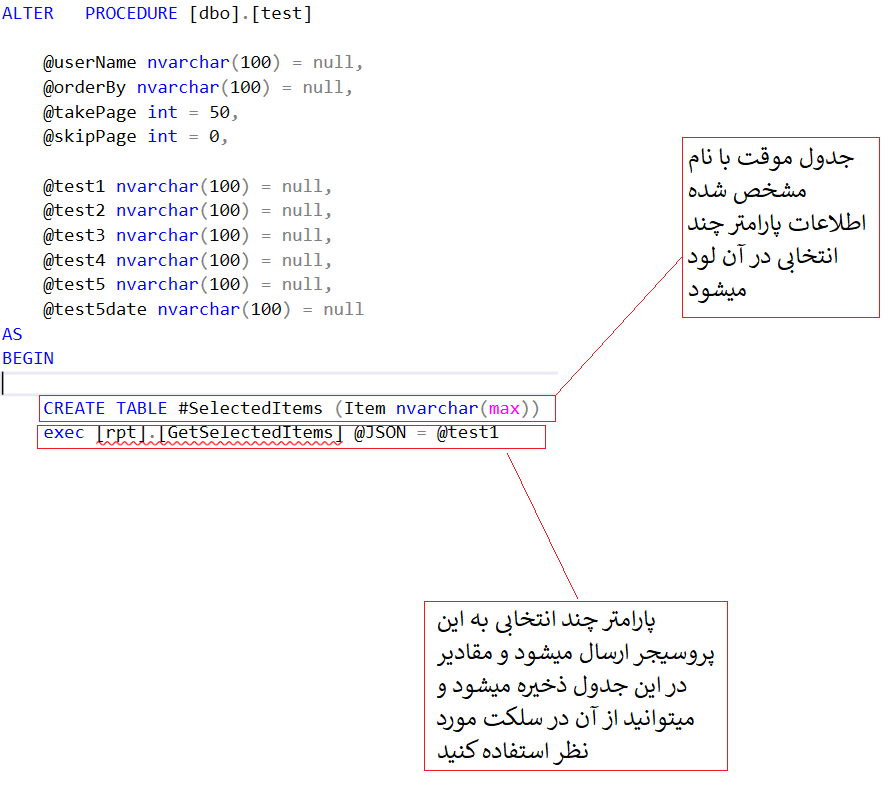 ALTER   PROCEDURE [dbo].[test]
@userName nvarchar(100) = null,
@orderBy nvarchar(100) = null,
@takePage int = 50,
@skipPage int = 0,
@test1 nvarchar(100) = null,
@test2 nvarchar(100) = null,
@test3 nvarchar(100) = null,
@test4 nvarchar(100) = null,
@test5 nvarchar(100) = null,
@test5date nvarchar(100) = null
AS
BEGIN
CREATE TABLE #SelectedItems (Item nvarchar(max))
exec [rpt].[GetSelectedItems] @JSON = @test1
جدول موقت با نام
مشخص شده
اطلاعات پارامتر چند
انتخابی در آن لود
میشود
پارامتر چند انتخابی به این
پروسیجر ارسال میشود و مقادیر
در این جدول ذخیره میشود و
میتوانید از آن در سلکت مورد
نظر استفاده کنید